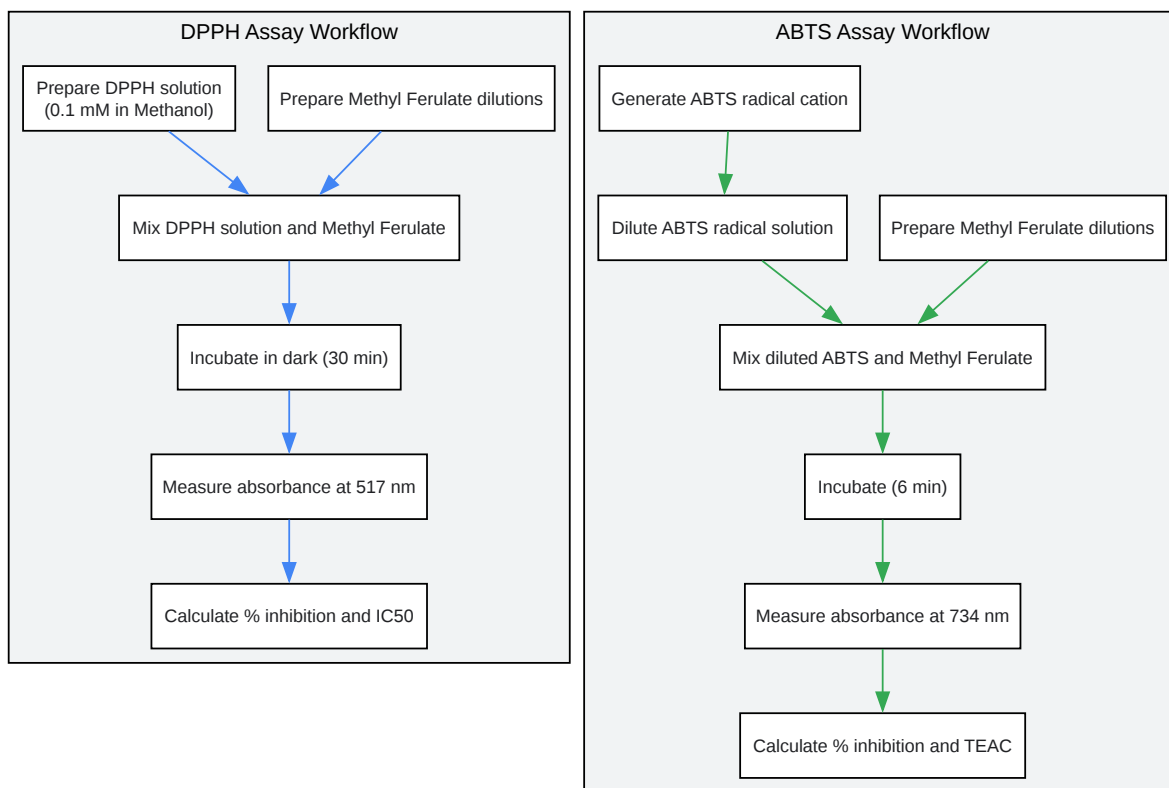 DPPH Assay Workflow
Prepare DPPH solution
(0.1 mM in Methanol)
Prepare Methyl Ferulate dilutions
Mix DPPH solution and Methyl Ferulate
Incubate in dark (30 min)
Measure absorbance at 517 nm
Calculate % inhibition and IC50
ABTS Assay Workflow
Generate ABTS radical cation
Dilute ABTS radical solution
Prepare Methyl Ferulate dilutions
Mix diluted ABTS and Methyl Ferulate
Incubate (6 min)
Measure absorbance at 734 nm
Calculate % inhibition and TEAC